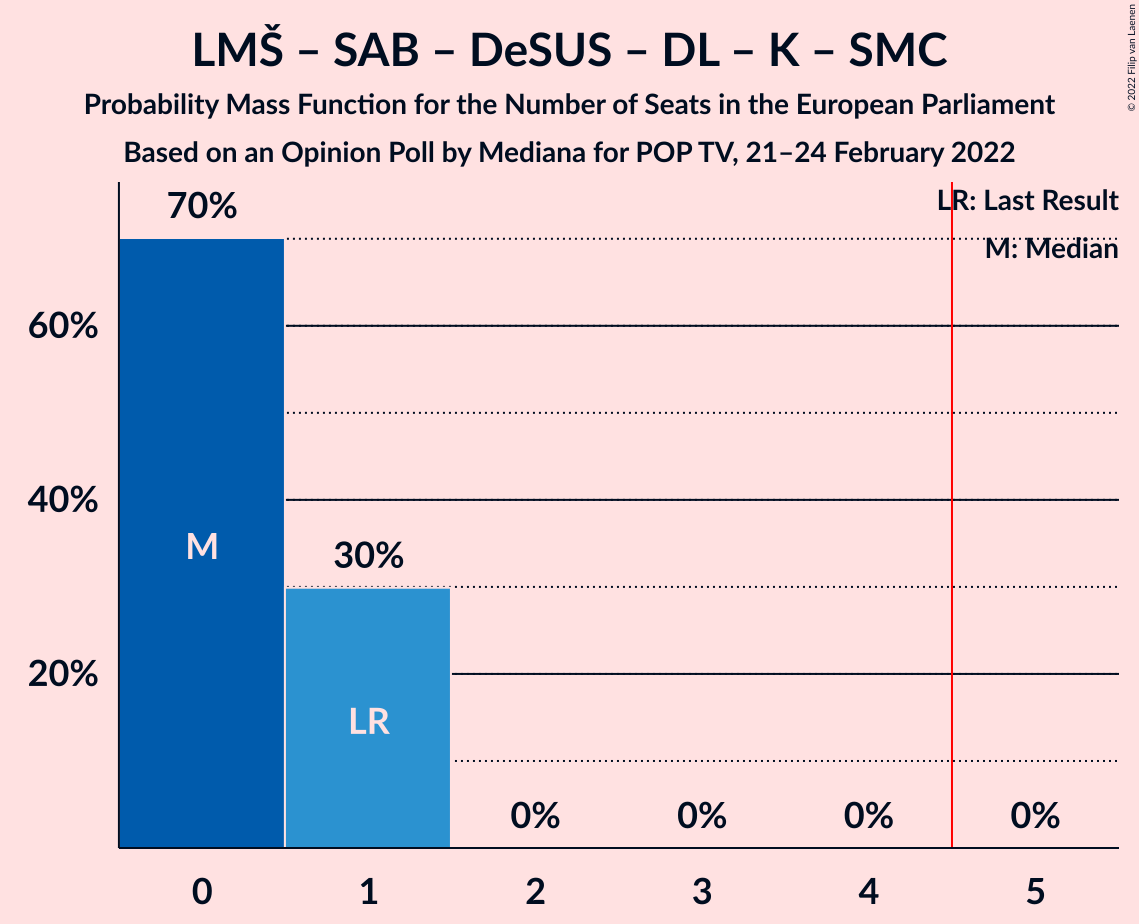 LMŠ – SAB – DeSUS – DL – K – SMC
Probability Mass Function for the Number of Seats in the European Parliament
Based on an Opinion Poll by Mediana for POP TV, 21–24 February 2022
© 2022 Filip van Laenen
LR: Last Result
M: Median
70%
60%
40%
20%
M
30%
LR
0%
0%
0%
0%
0
1
2
3
4
5